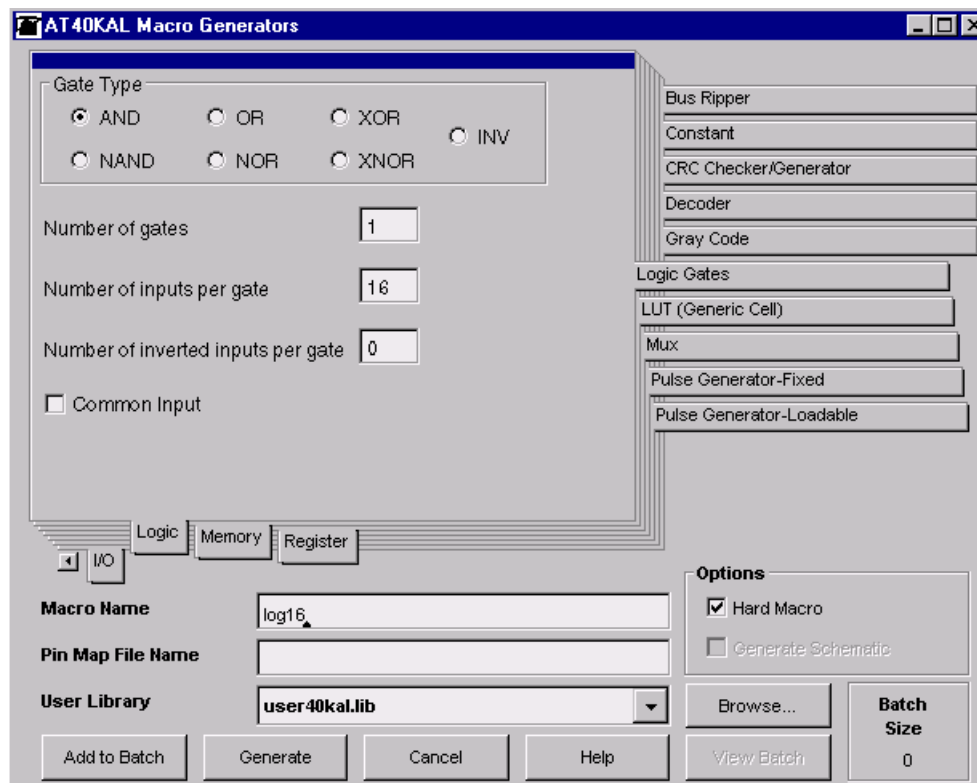 AT40KAL Macro Generators
Gate Type
AND OR XOR INV
NAND NOR XNOR
Number of gates 1
Number of inputs per gate 16
Number of inverted inputs per gate 0
Common Input
Bus Ripper
Constant
CRC Checker/Generator
Decoder
Gray Code
Logic Gates
LUT (Generic Cell)
Mux
Pulse Generator-Fixed
Pulse Generator-Loadable
I/O Logic Memory Register
Macro Name log16
Pin Map File Name
User Library user40kal.lib
Options
Hard Macro
Generate Schematic
Browse...
View Batch
Batch
Size
0
Add to Batch Generate Cancel Help